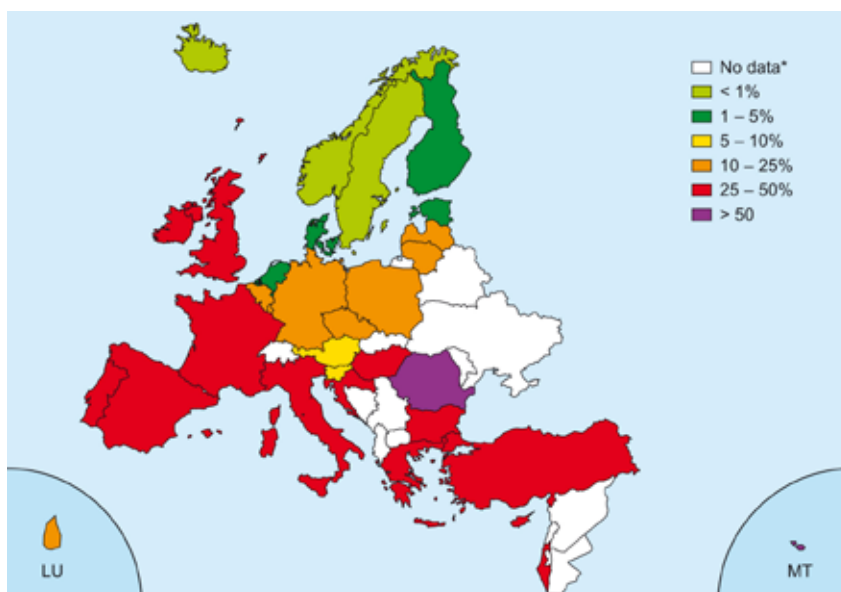 No data*
< 1%
1 – 5%
5 – 10%
10 – 25%
25 – 50%
> 50
LU
MT